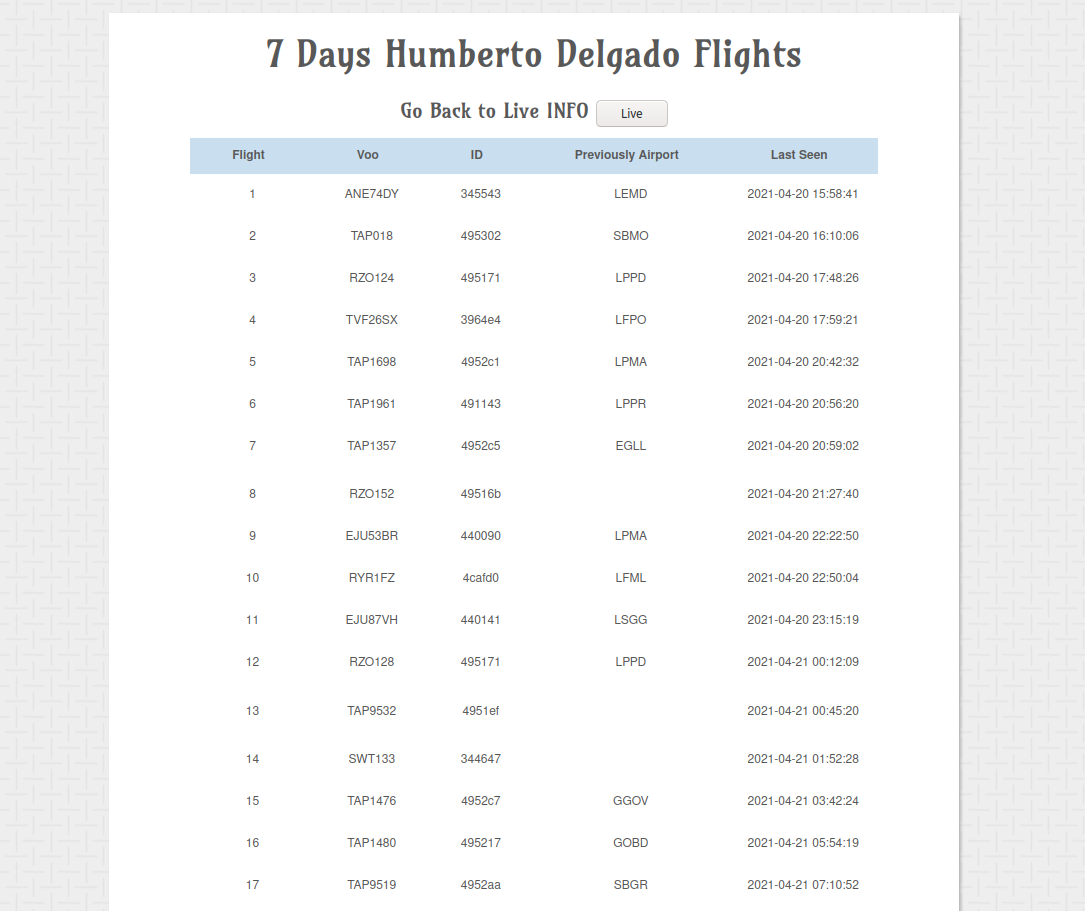 7 Days Humberto Delgado Flights
Go Back to Live INFO Live
Flight Voo ID Previously Airport Last Seen
1 ANE74DY 345543 LEMD 2021-04-20 15:58:41
2 TAP018 495302 SBMO 2021-04-20 16:10:06
3 RZO124 495171 LPPD 2021-04-20 17:48:26
4 TVF26SX 3964e4 LFPO 2021-04-20 17:59:21
5 TAP1698 4952c1 LPMA 2021-04-20 20:42:32
6 TAP1961 491143 LPPR 2021-04-20 20:56:20
7 TAP1357 4952c5 EGLL 2021-04-20 20:59:02
8 RZO152 49516b 2021-04-20 21:27:40
9 EJU53BR 440090 LPMA 2021-04-20 22:22:50
10 RYR1FZ 4cafd0 LFML 2021-04-20 22:50:04
11 EJU87VH 440141 LSGG 2021-04-20 23:15:19
12 RZO128 495171 LPPD 2021-04-21 00:12:09
13 TAP9532 4951ef 2021-04-21 00:45:20
14 SWT133 344647 2021-04-21 01:52:28
15 TAP1476 4952c7 GGOV 2021-04-21 03:42:24
16 TAP1480 495217 GOBD 2021-04-21 05:54:19
17 TAP9519 4952aa SBGR 2021-04-21 07:10:52